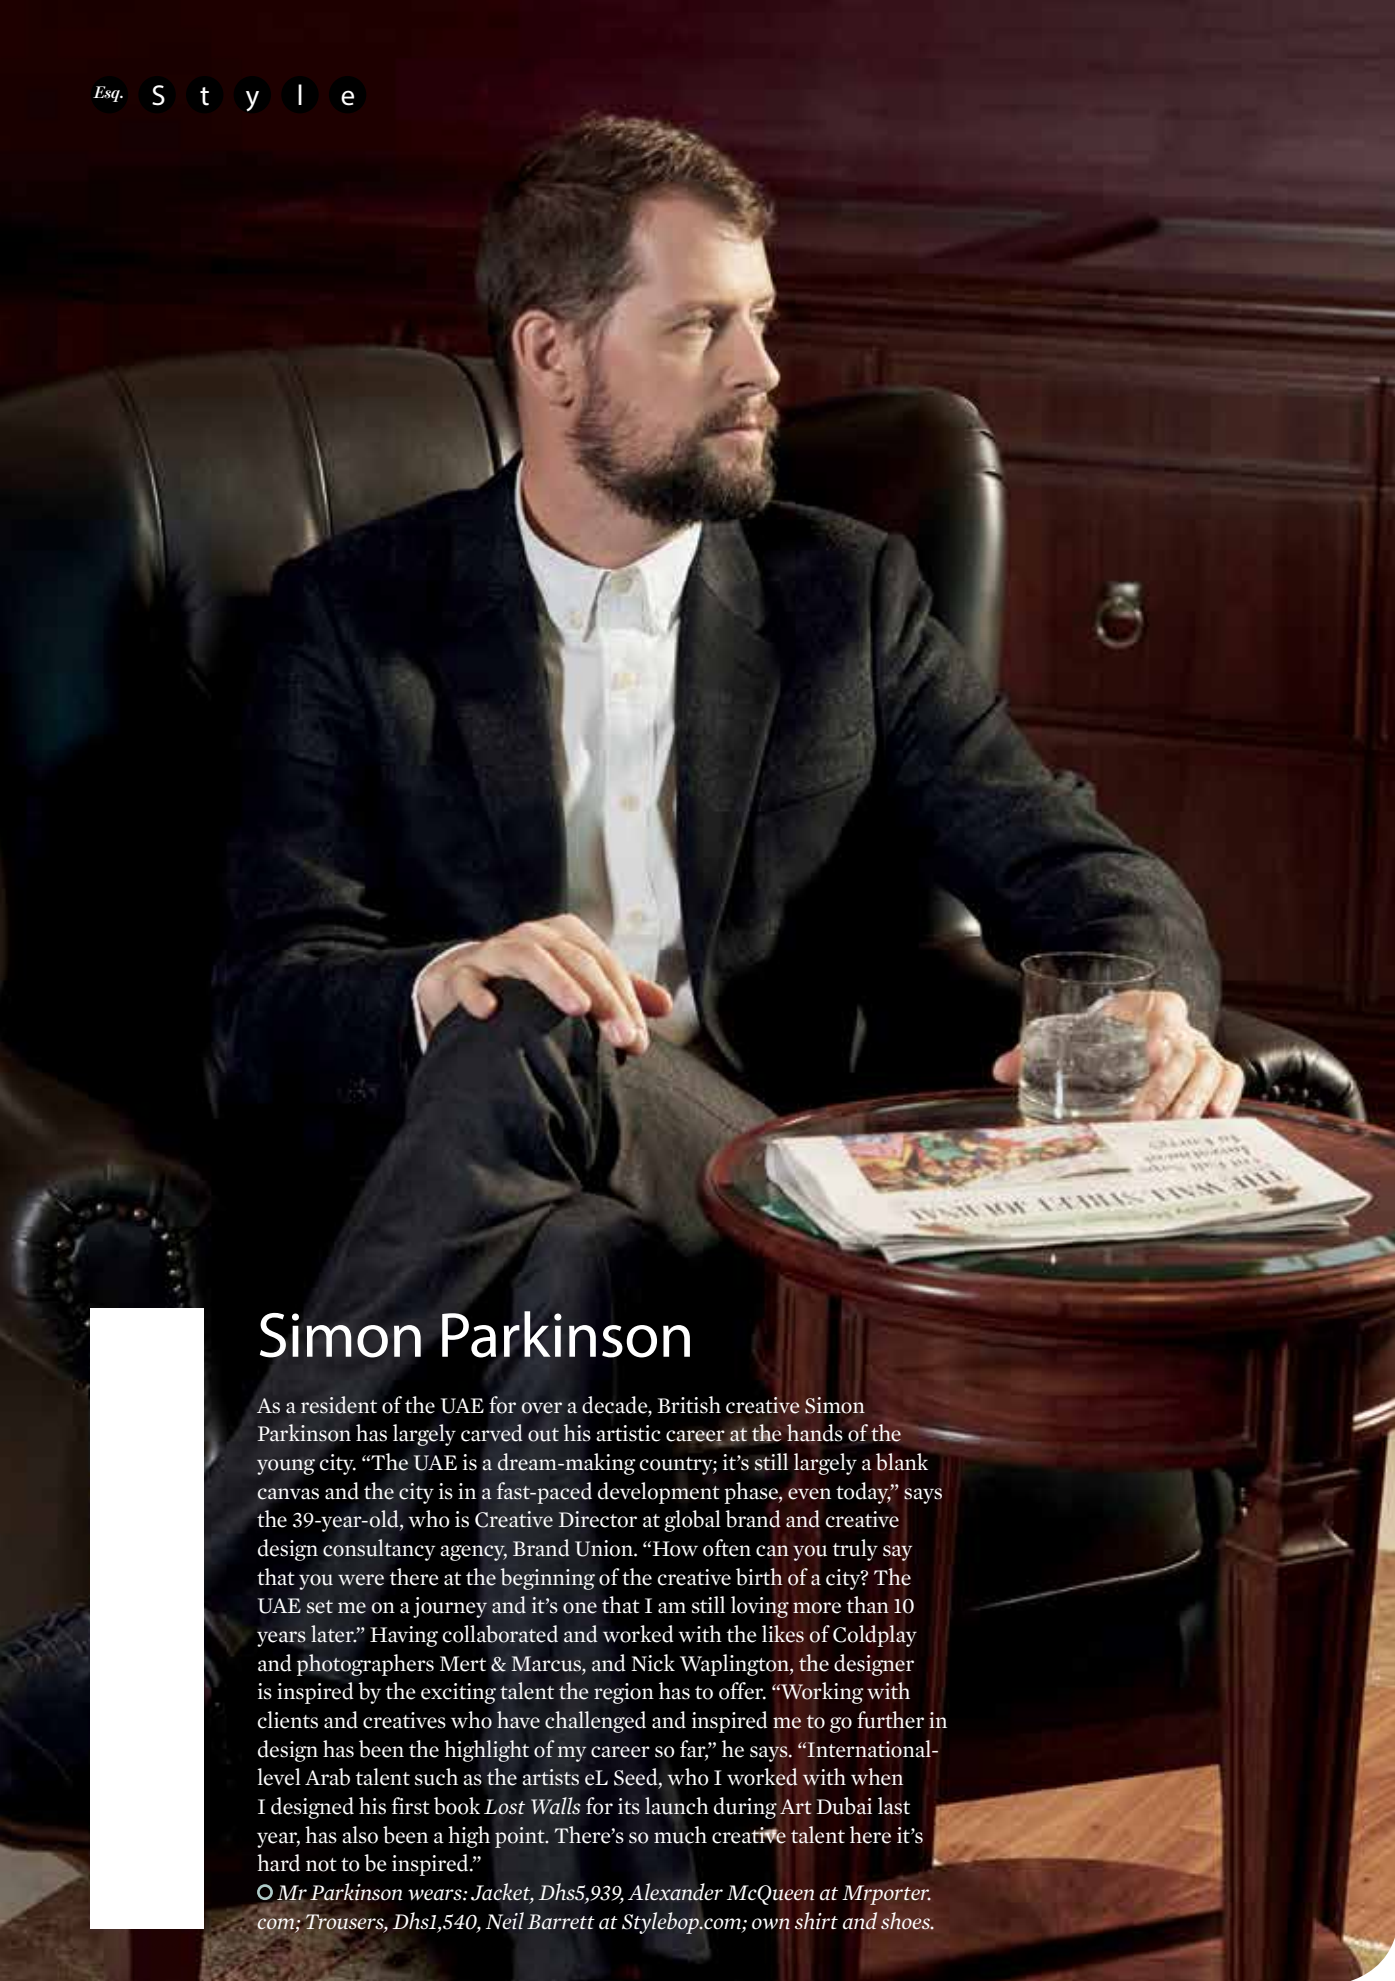 Esq. Style
THE WALL STREET JOURNAL
Simon Parkinson
As a resident of the UAE for over a decade, British creative Simon
Parkinson has largely carved out his artistic career at the hands of the
young city. “The UAE is a dream-making country; it’s still largely a blank
canvas and the city is in a fast-paced development phase, even today,” says
the 39-year-old, who is Creative Director at global brand and creative
design consultancy agency, Brand Union. “How often can you truly say
that you were there at the beginning of the creative birth of a city? The
UAE set me on a journey and it’s one that I am still loving more than 10
years later.” Having collaborated and worked with the likes of Coldplay
and photographers Mert & Marcus, and Nick Waplington, the designer
is inspired by the exciting talent the region has to offer. “Working with
clients and creatives who have challenged and inspired me to go further in
design has been the highlight of my career so far,” he says. “International-
level Arab talent such as the artists eL Seed, who I worked with when
I designed his first book Lost Walls for its launch during Art Dubai last
year, has also been a high point. There’s so much creative talent here it’s
hard not to be inspired.”
Mr Parkinson wears: Jacket, Dhs5,939, Alexander McQueen at Mrporter.
com; Trousers, Dhs1,540, Neil Barrett at Stylebop.com; own shirt and shoes.